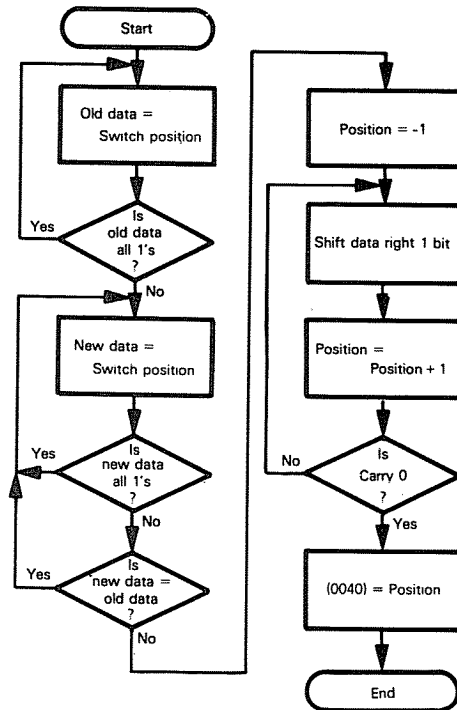 Start
Old data =
Switch position
Is
old data
all 1's
?
Yes
No
New data =
Switch position
Is
new data
all 1's
?
Yes
No
Is
new data =
old data
?
Yes
No
Position = -1
Shift data right 1 bit
Position =
Position + 1
Is
Carry 0
?
No
Yes
(0040) = Position
End